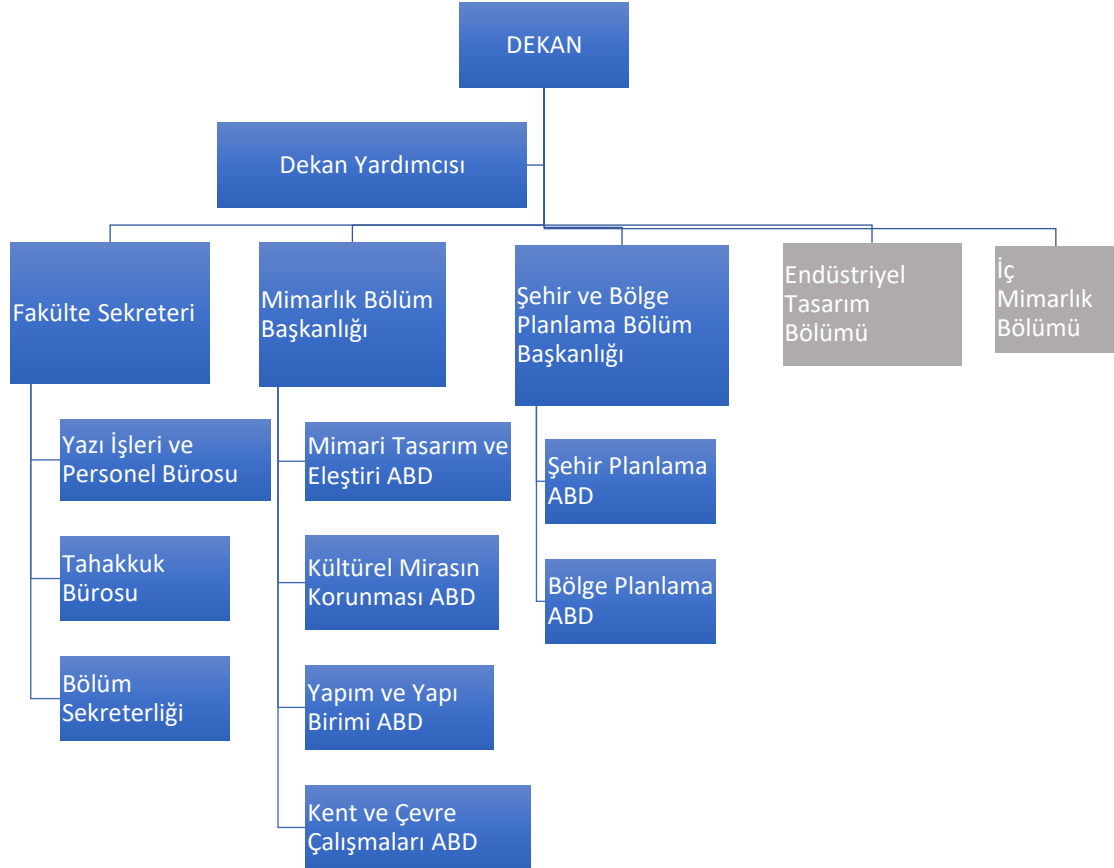 DEKAN
Dekan Yardımcısı
Fakülte Sekreteri
Yazı İşleri ve
Personel Bürosu
Tahakkuk
Bürosu
Bölüm
Sekreterliği
Mimarlık Bölüm
Başkanlığı
Mimari Tasarım ve
Eleştiri ABD
Kültürel Mirasın
Korunması ABD
Yapım ve Yapı
Birimi ABD
Kent ve Çevre
Çalışmaları ABD
Şehir ve Bölge
Planlama Bölüm
Başkanlığı
Şehir Planlama
ABD
Bölge Planlama
ABD
Endüstriyel
Tasarım
Bölümü
İç
Mimarlık
Bölümü